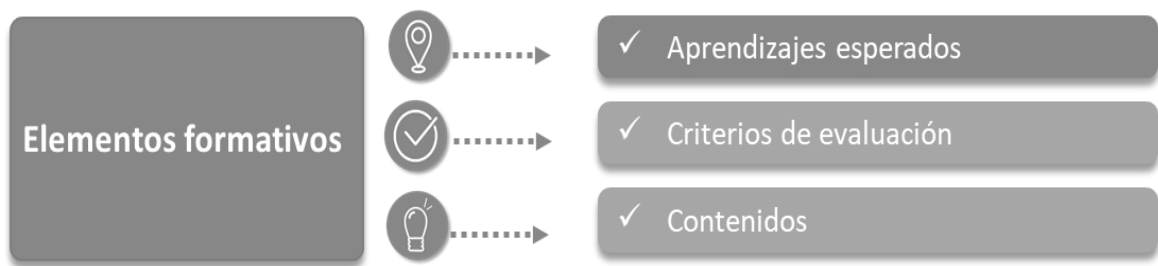 Elementos formativos
✓ Aprendizajes esperados
✓ Criterios de evaluación
✓ Contenidos